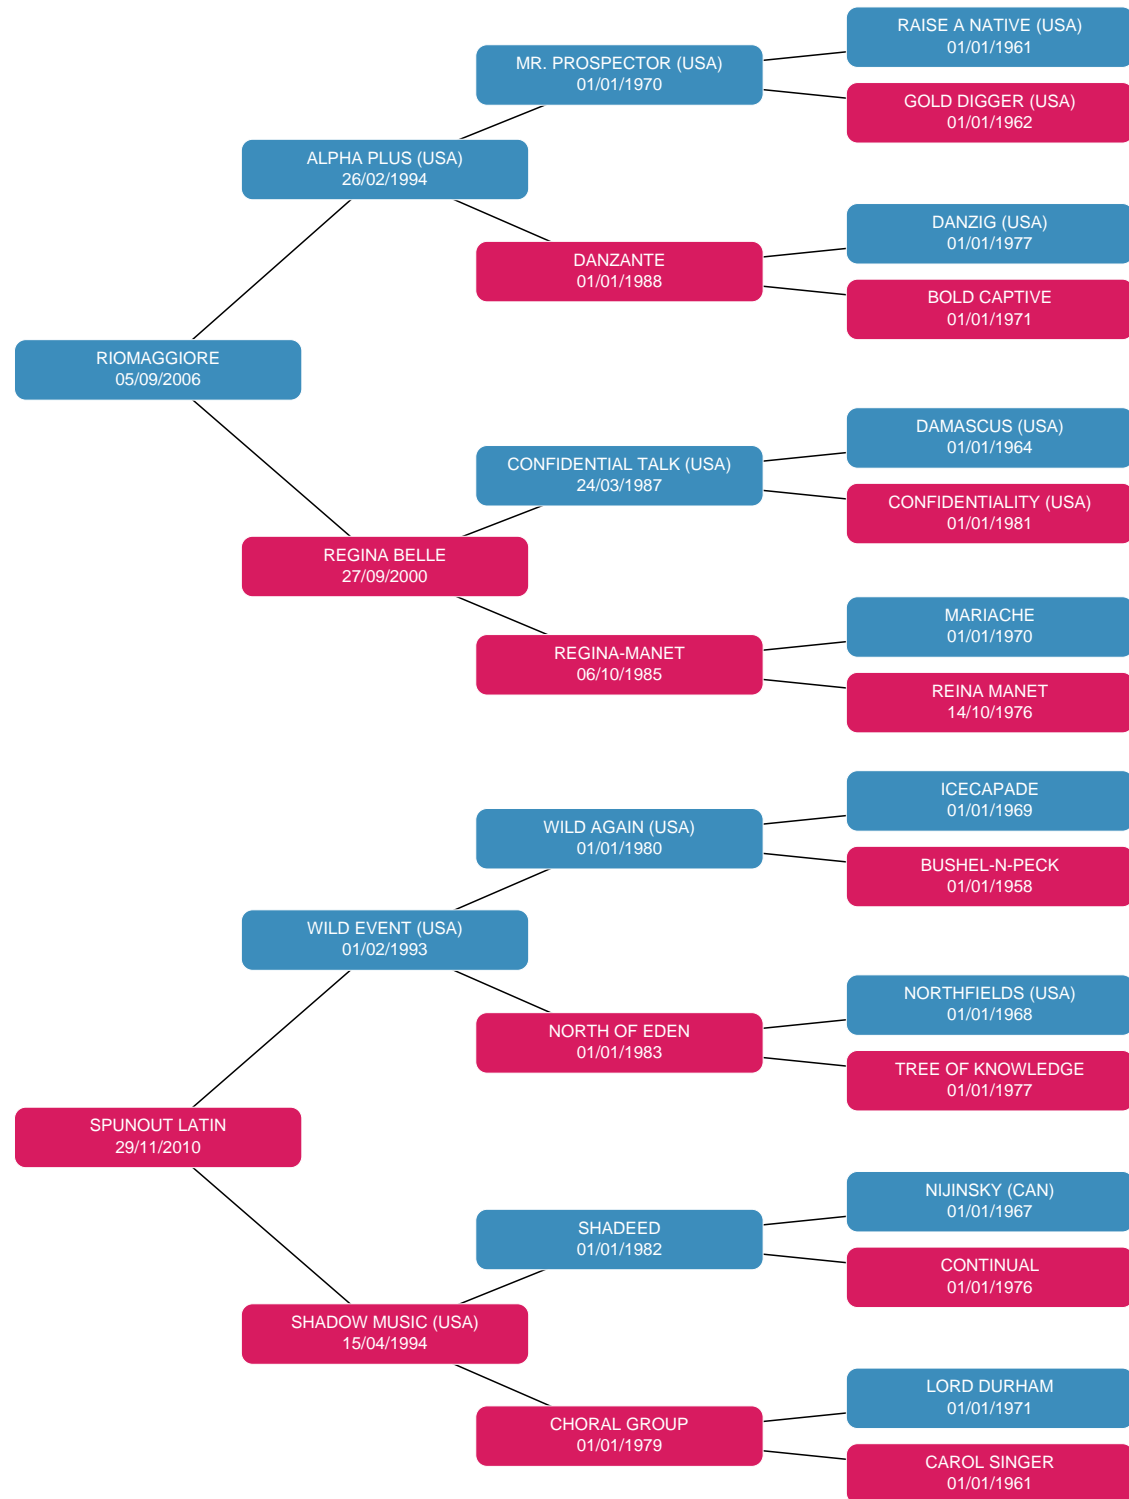 RAISE A NATIVE (USA)
01/01/1961
MR. PROSPECTOR (USA)
01/01/1970
GOLD DIGGER (USA)
01/01/1962
ALPHA PLUS (USA)
26/02/1994
DANZIG (USA)
01/01/1977
DANZANTE
01/01/1988
BOLD CAPTIVE
01/01/1971
RIOMAGGIORE
05/09/2006
DAMASCUS (USA)
01/01/1964
CONFIDENTIAL TALK (USA)
24/03/1987
CONFIDENTIALITY (USA)
01/01/1981
REGINA BELLE
27/09/2000
MARIACHE
01/01/1970
REGINA-MANET
06/10/1985
REINA MANET
14/10/1976
ICECAPADE
01/01/1969
WILD AGAIN (USA)
01/01/1980
BUSHEL-N-PECK
01/01/1958
WILD EVENT (USA)
01/02/1993
NORTHFIELDS (USA)
01/01/1968
NORTH OF EDEN
01/01/1983
TREE OF KNOWLEDGE
01/01/1977
SPUNOUT LATIN
29/11/2010
NIJINSKY (CAN)
01/01/1967
SHADEED
01/01/1982
CONTINUAL
01/01/1976
SHADOW MUSIC (USA)
15/04/1994
LORD DURHAM
01/01/1971
CHORAL GROUP
01/01/1979
CAROL SINGER
01/01/1961